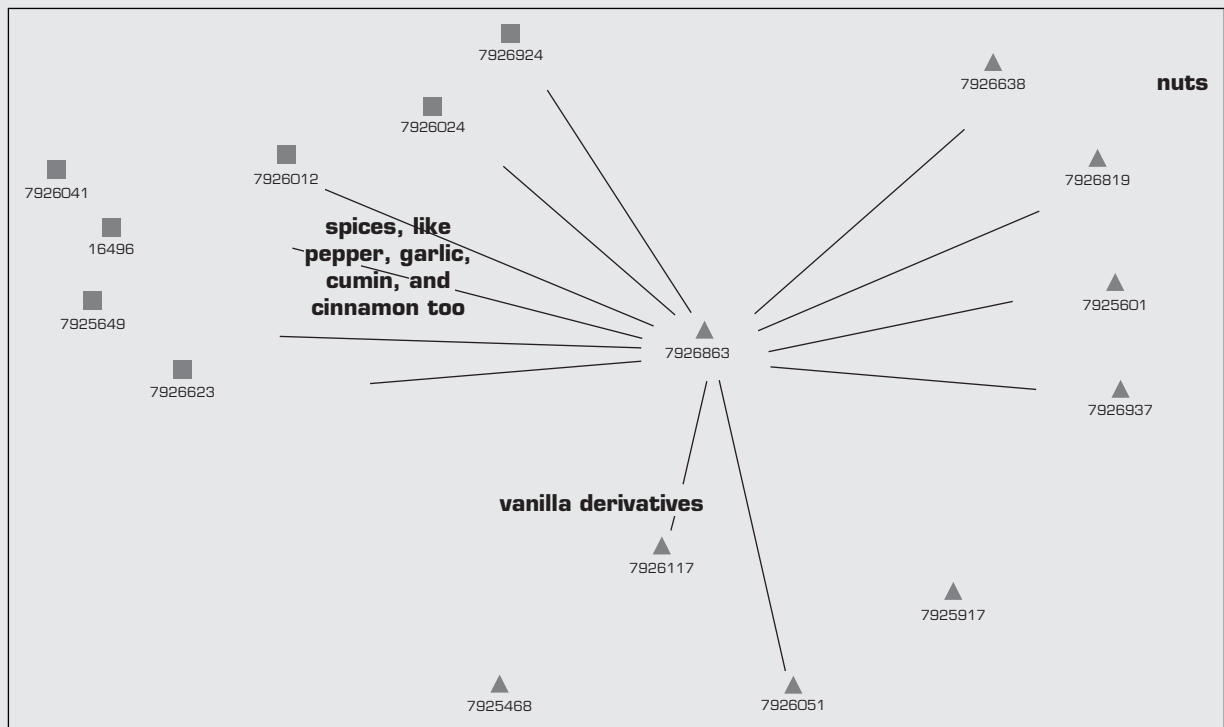 7926924
7926638
nuts
7926024
7926012
7926819
7926041
spices, like
pepper, garlic,
cumin, and
cinnamon too
16496
7925601
7925649
7926863
7926623
7926937
vanilla derivatives
7926117
7925917
7925468
7926051